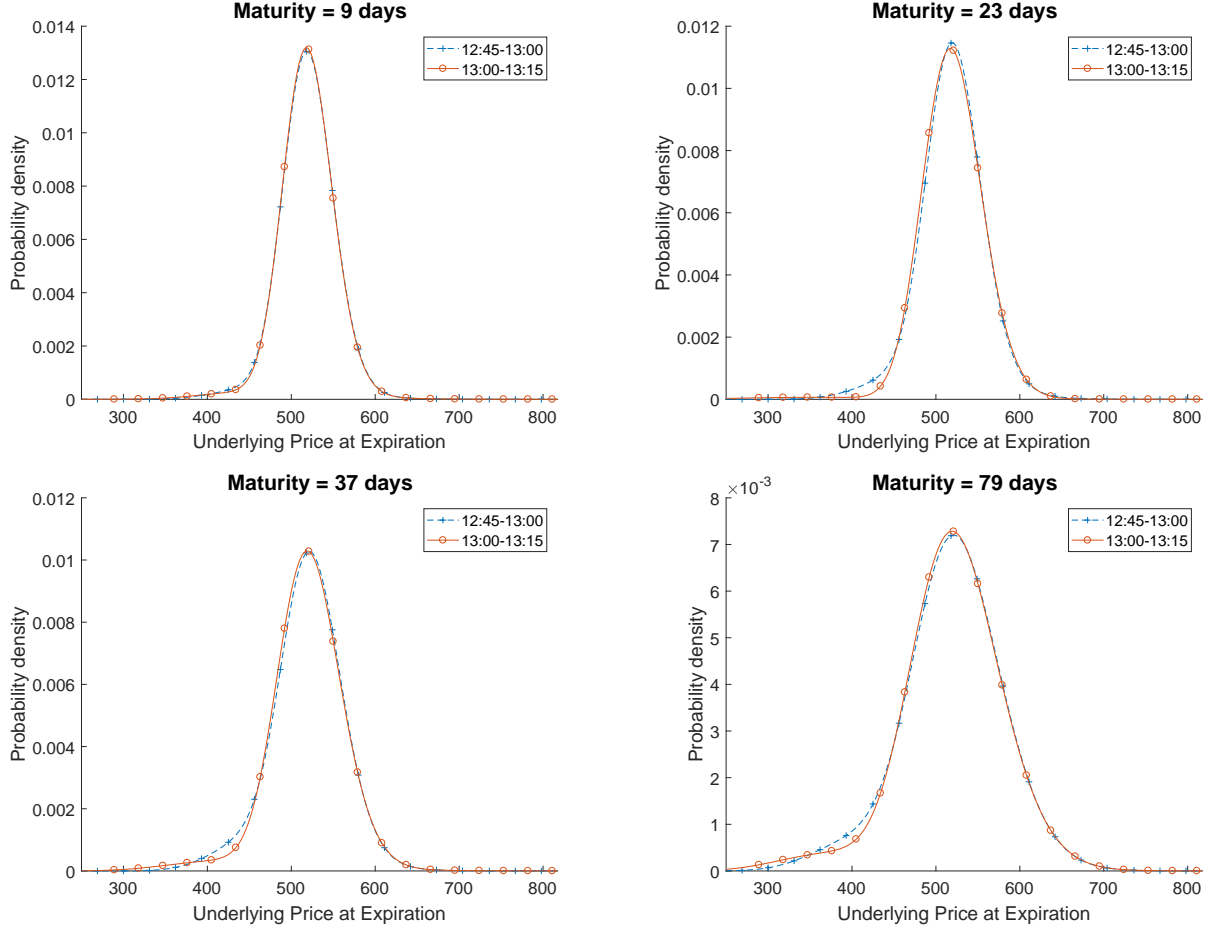 Maturity = 9 days
0.014
0.012
0.01
0.008
0.006
0.004
0.002
0
Probability density
300 400 500 600 700 800
Underlying Price at Expiration
12:45-13:00
13:00-13:15
Maturity = 23 days
0.012
0.01
0.008
0.006
0.004
0.002
0
Probability density
300 400 500 600 700 800
Underlying Price at Expiration
12:45-13:00
13:00-13:15
Maturity = 37 days
0.012
0.01
0.008
0.006
0.004
0.002
0
Probability density
300 400 500 600 700 800
Underlying Price at Expiration
12:45-13:00
13:00-13:15
Maturity = 79 days
×10⁻³
8
7
6
5
4
3
2
1
0
Probability density
300 400 500 600 700 800
Underlying Price at Expiration
12:45-13:00
13:00-13:15